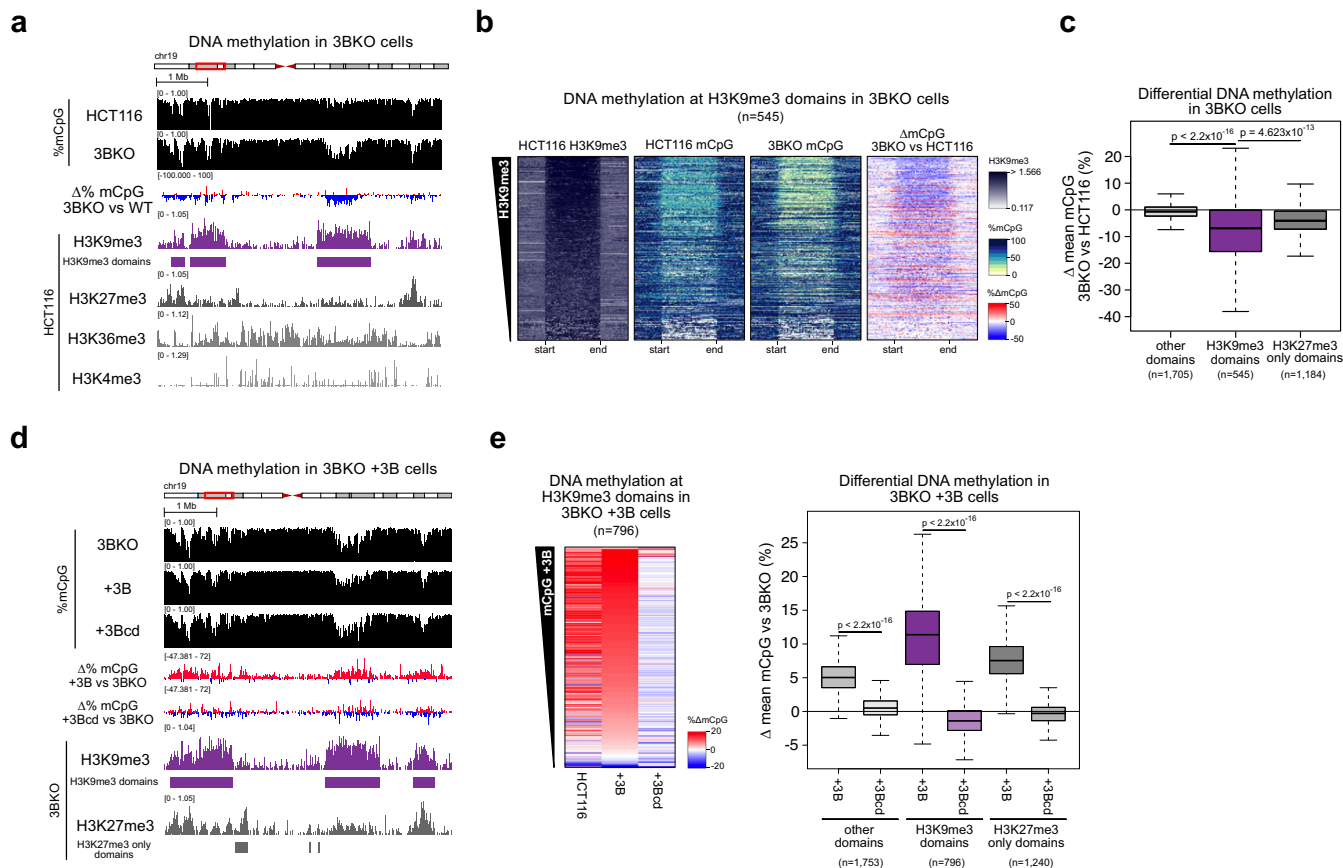 a
DNA methylation in 3BKO cells
chr19
1 Mb
[0 - 1.00]
HCT116
[0 - 1.00]
3BKO
%mCpG
[-100.000 - 100]
Δ% mCpG
3BKO vs WT
[0 - 1.05]
H3K9me3
H3K9me3 domains
[0 - 1.05]
H3K27me3
[0 - 1.12]
H3K36me3
[0 - 1.29]
H3K4me3
HCT116
b
DNA methylation at H3K9me3 domains in 3BKO cells
(n=545)
HCT116 H3K9me3
HCT116 mCpG
3BKO mCpG
ΔmCpG
3BKO vs HCT116
H3K9me3
start end
start end
start end
start end
H3K9me3
> 1.566
0.117
%mCpG
100
50
0
%ΔmCpG
50
0
-50
c
Differential DNA methylation
in 3BKO cells
p < 2.2x10-16
p = 4.623x10-13
Δ mean mCpG
3BKO vs HCT116 (%)
20
10
0
-10
-20
-30
-40
other
domains
(n=1,705)
H3K9me3
domains
(n=545)
H3K27me3
only domains
(n=1,184)
d
DNA methylation in 3BKO +3B cells
chr19
1 Mb
[0 - 1.00]
3BKO
[0 - 1.00]
+3B
[0 - 1.00]
+3Bcd
%mCpG
[-47.381 - 72]
Δ% mCpG
+3B vs 3BKO
[-47.381 - 72]
Δ% mCpG
+3Bcd vs 3BKO
[0 - 1.04]
H3K9me3
H3K9me3 domains
[0 - 1.05]
H3K27me3
H3K27me3 only
domains
3BKO
e
DNA methylation at
H3K9me3 domains in
3BKO +3B cells
(n=796)
mCpG +3B
HCT116
+3B
+3Bcd
%ΔmCpG
20
0
-20
Differential DNA methylation in
3BKO +3B cells
p < 2.2x10-16
p < 2.2x10-16
p < 2.2x10-16
Δ mean mCpG vs 3BKO (%)
25
20
15
10
5
0
-5
+3B
+3Bcd
+3B
+3Bcd
+3B
+3Bcd
other
domains
(n=1,753)
H3K9me3
domains
(n=796)
H3K27me3
only domains
(n=1,240)